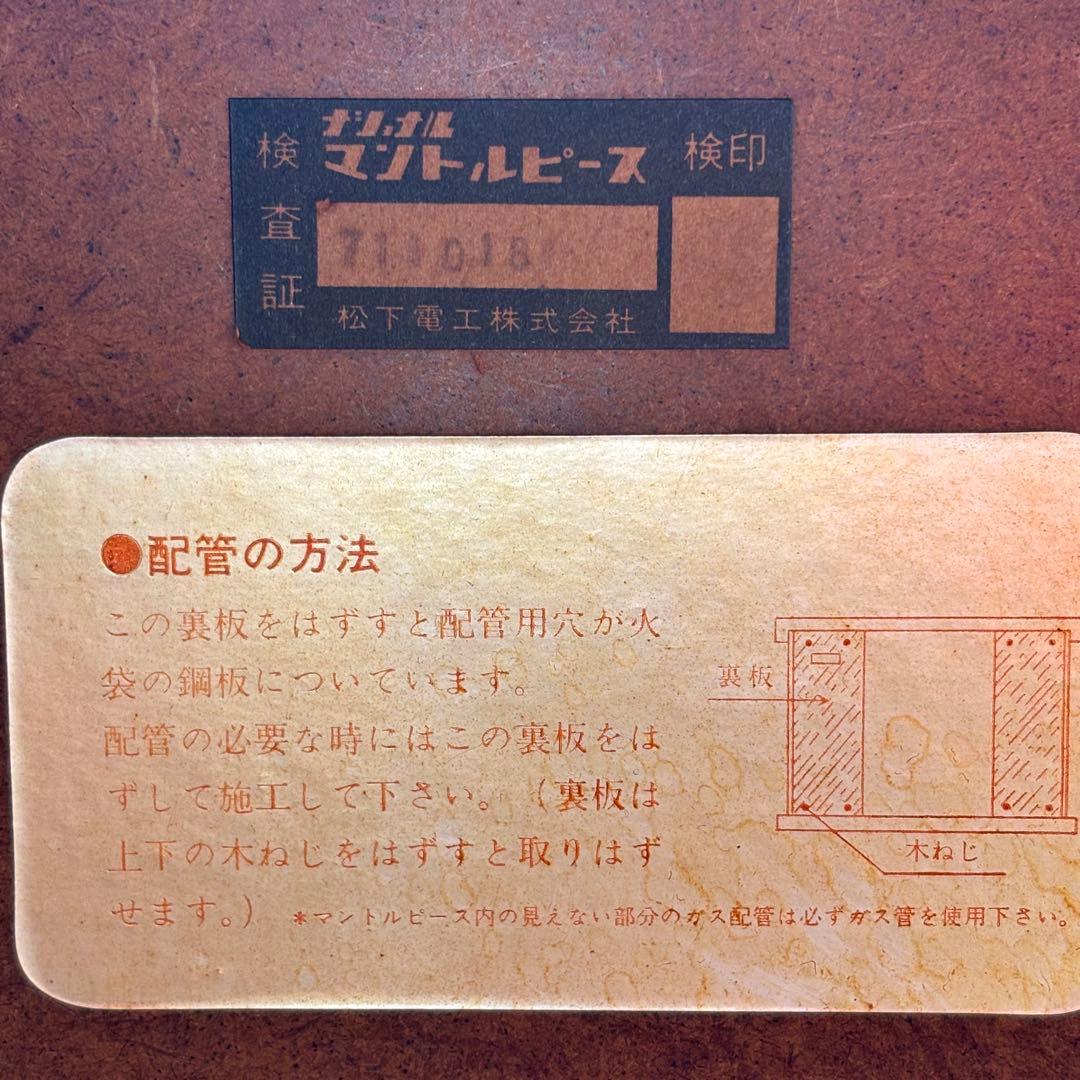 検査証
ナショナル
マントルピース
検印
松下電工株式会社
●配管の方法
この裏板をはずすと配管用穴が火
袋の鋼板についています。
配管の必要な時にはこの裏板をは
ずして施工して下さい。（裏板は
上下の木ねじをはずすと取りはず
せます。）
＊マントルピース内の見えない部分のガス配管は必ずガス管を使用下さい。
裏板
木ねじ